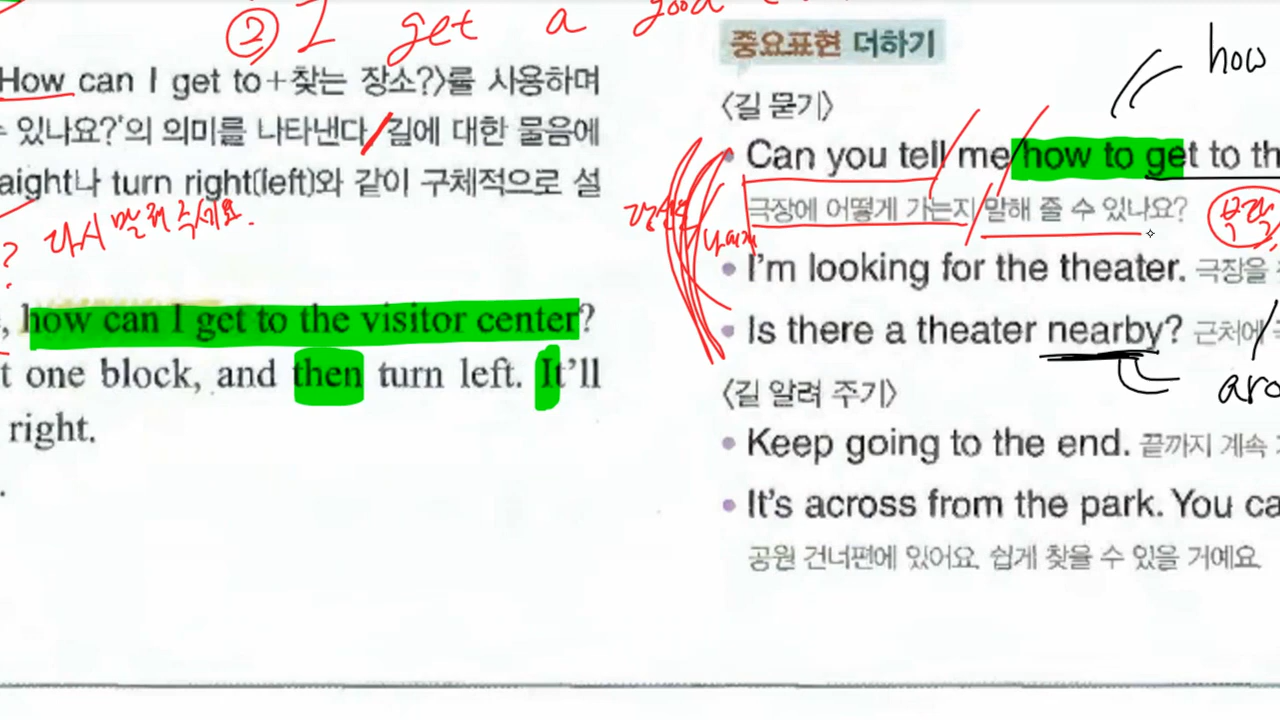 ② I get a good
How can I get to+찾는 장소?〉를 사용하며
있나요?'의 의미를 나타낸다/길에 대한 물음에
aight나 turn right(left)와 같이 구체적으로 설
? 다시 말해 주세요.
, how can I get to the visitor center?
t one block, and then turn left. It'll
right.
중요표현 더하기
how
〈길 묻기〉
• Can you tell/me/how to get to th
극장에 어떻게 가는지/말해 줄 수 있나요?
• I'm looking for the theater. 극장을
• Is there a theater nearby? 근처에
aro
〈길 알려 주기〉
• Keep going to the end. 끝까지 계속
• It's across from the park. You ca
공원 건너편에 있어요. 쉽게 찾을 수 있을 거예요